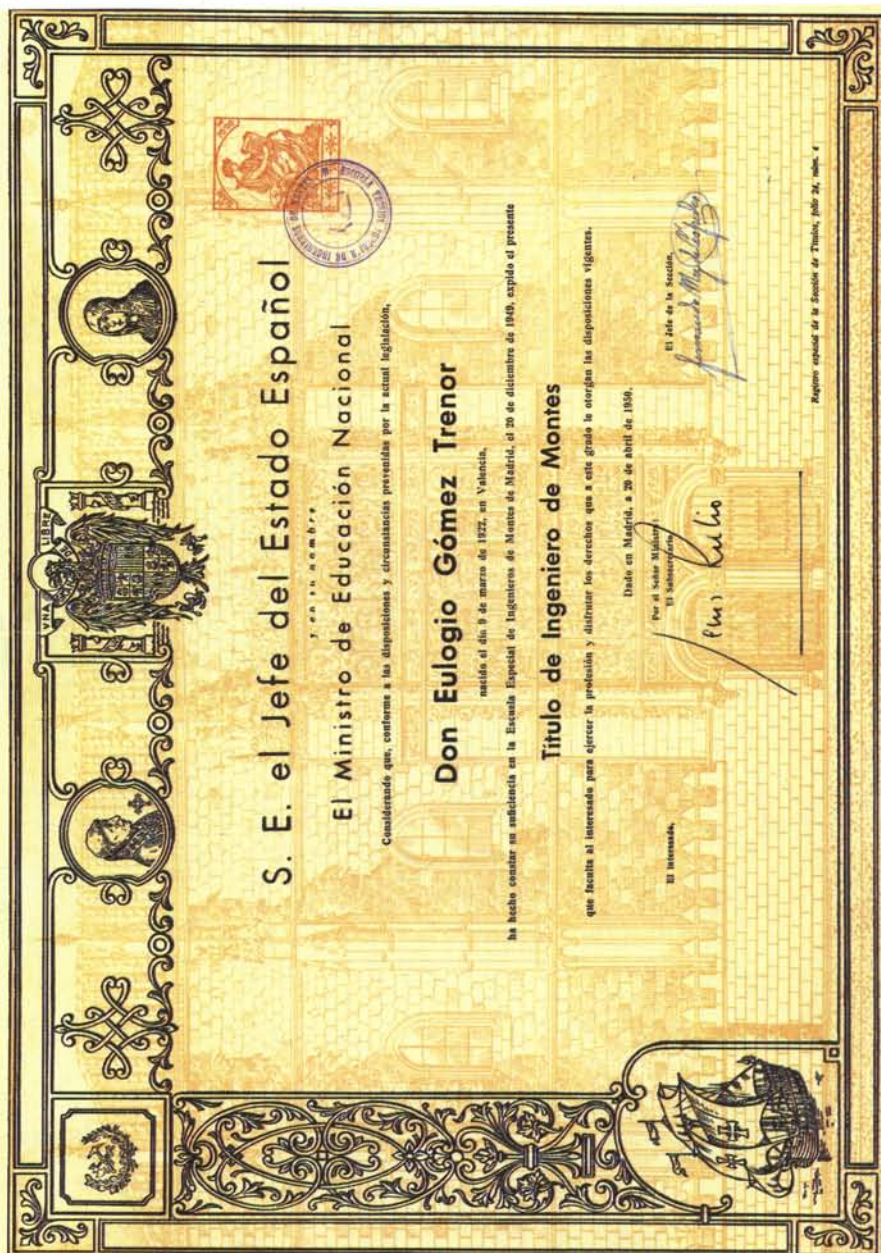 VNA LIBRE
S. E. el Jefe del Estado Español
y en su nombre
El Ministro de Educación Nacional
Considerando que, conforme a las disposiciones y circunstancias prevenidas por la actual legislación,
Don Eulogio Gómez Trenor
nacido el día 9 de marzo de 1922, en Valencia,
ha hecho constar su suficiencia en la Escuela Especial de Ingenieros de Montes de Madrid, el 20 de diciembre de 1949, expido el presente
Título de Ingeniero de Montes
que faculta al interesado para ejercer la profesión y disfrutar los derechos que a este grado le otorgan las disposiciones vigentes.
Dado en Madrid, a 20 de abril de 1950.
El interesado,
Por el Señor Ministro:
El Subsecretario,
Rubio
El Jefe de la Sección,
Registro especial de la Sección de Títulos, folio 24, núm. 4